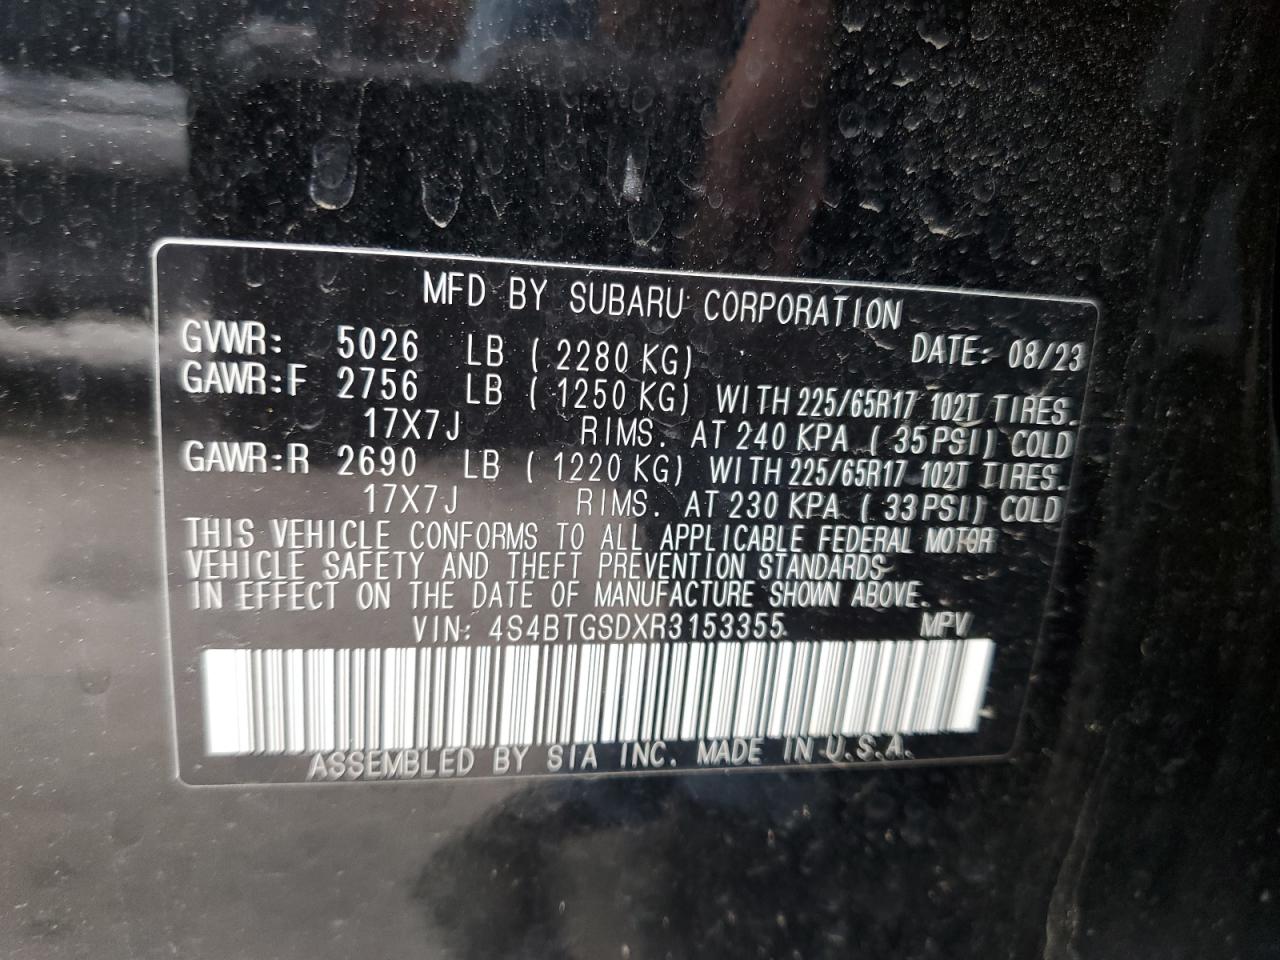 MFD BY SUBARU CORPORATION
GVWR: 5026 LB ( 2280 KG) DATE: 08/23
GAWR:F 2756 LB ( 1250 KG) WITH 225/65R17 102T TIRES.
17X7J RIMS. AT 240 KPA ( 35 PSI) COLD
GAWR:R 2690 LB ( 1220 KG) WITH 225/65R17 102T TIRES.
17X7J RIMS. AT 230 KPA ( 33 PSI) COLD
THIS VEHICLE CONFORMS TO ALL APPLICABLE FEDERAL MOTOR
VEHICLE SAFETY AND THEFT PREVENTION STANDARDS
IN EFFECT ON THE DATE OF MANUFACTURE SHOWN ABOVE.
VIN: 4S4BTGSDXR3153355 MPV
ASSEMBLED BY SIA INC. MADE IN U.S.A.